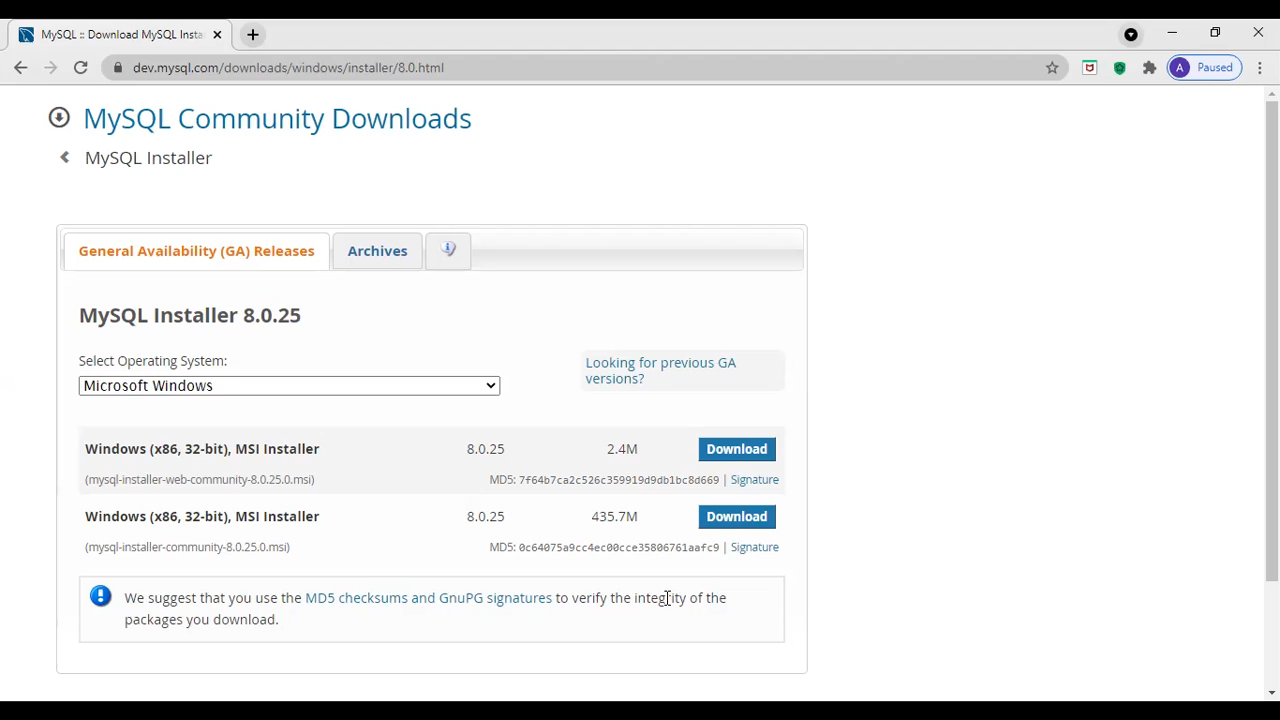 MySQL :: Download MySQL Insta
dev.mysql.com/downloads/windows/installer/8.0.html
A Paused
MySQL Community Downloads
MySQL Installer
General Availability (GA) Releases
Archives
MySQL Installer 8.0.25
Select Operating System:
Looking for previous GA
versions?
Microsoft Windows
Windows (x86, 32-bit), MSI Installer 8.0.25 2.4M Download
(mysql-installer-web-community-8.0.25.0.msi) MD5: 7f64b7ca2c526c359919d9db1bc8d669 | Signature
Windows (x86, 32-bit), MSI Installer 8.0.25 435.7M Download
(mysql-installer-community-8.0.25.0.msi) MD5: 0c64075a9cc4ec00cce35806761aafc9 | Signature
We suggest that you use the MD5 checksums and GnuPG signatures to verify the integrity of the
packages you download.